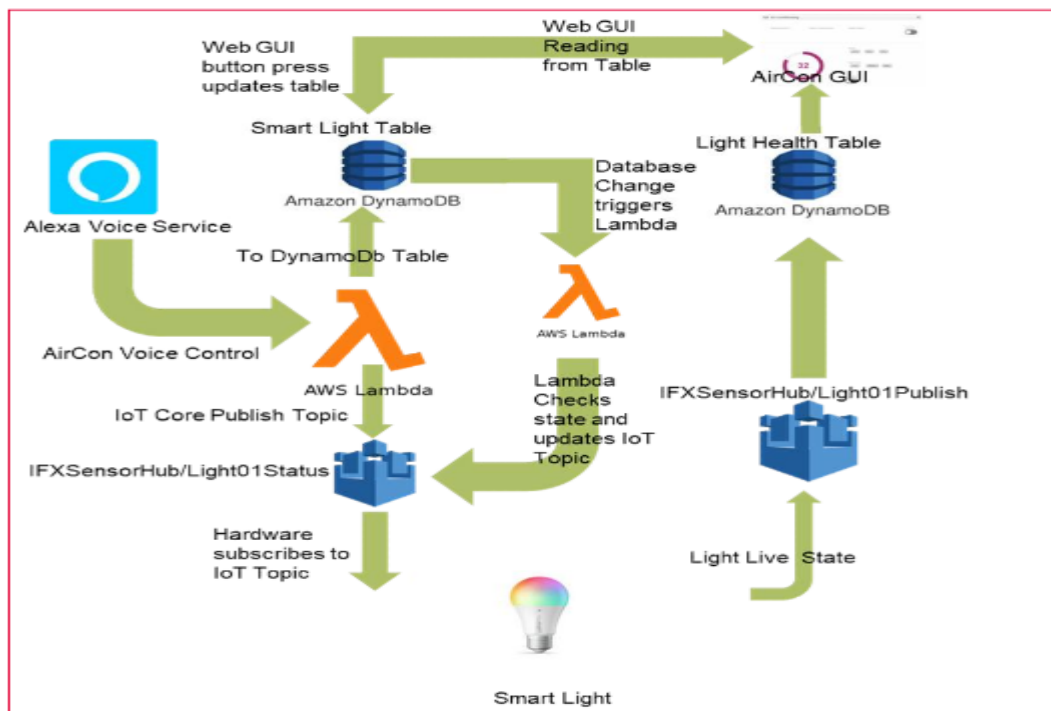 Web GUI
button press
updates table
Web GUI
Reading
from Table
32
AirCon GUI
Smart Light Table
Amazon DynamoDB
Light Health Table
Amazon DynamoDB
Database
Change
triggers
Lambda
Alexa Voice Service
To DynamoDb Table
AWS Lambda
AirCon Voice Control
AWS Lambda
IoT Core Publish Topic
Lambda
Checks
state and
updates IoT
Topic
IFXSensorHub/Light01Publish
IFXSensorHub/Light01Status
Hardware
subscribes to
IoT Topic
Light Live State
Smart Light